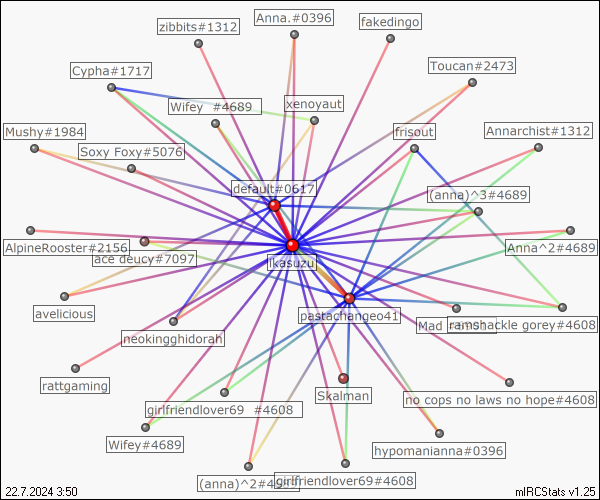 Anna.#0396
zibbits#1312
fakedingo
Cypha#1717
Toucan#2473
Wifey #4689
xenoyaut
Mushy#1984
frisout
Annarchist#1312
Soxy Foxy#5076
default#0617
(anna)^3#4689
AlpineRooster#2156
Anna^2#4689
ace deucy#7097
ikasuzu
avelicious
pastachangeo41
neokingghidorah
Mad
ramshackle gorey#4608
rattgaming
Skalman
no cops no laws no hope#4608
girlfriendlover69 #4608
Wifey#4689
hypomanianna#0396
(anna)^2#4689
girlfriendlover69#4608
22.7.2024 3:50
mIRCStats v1.25